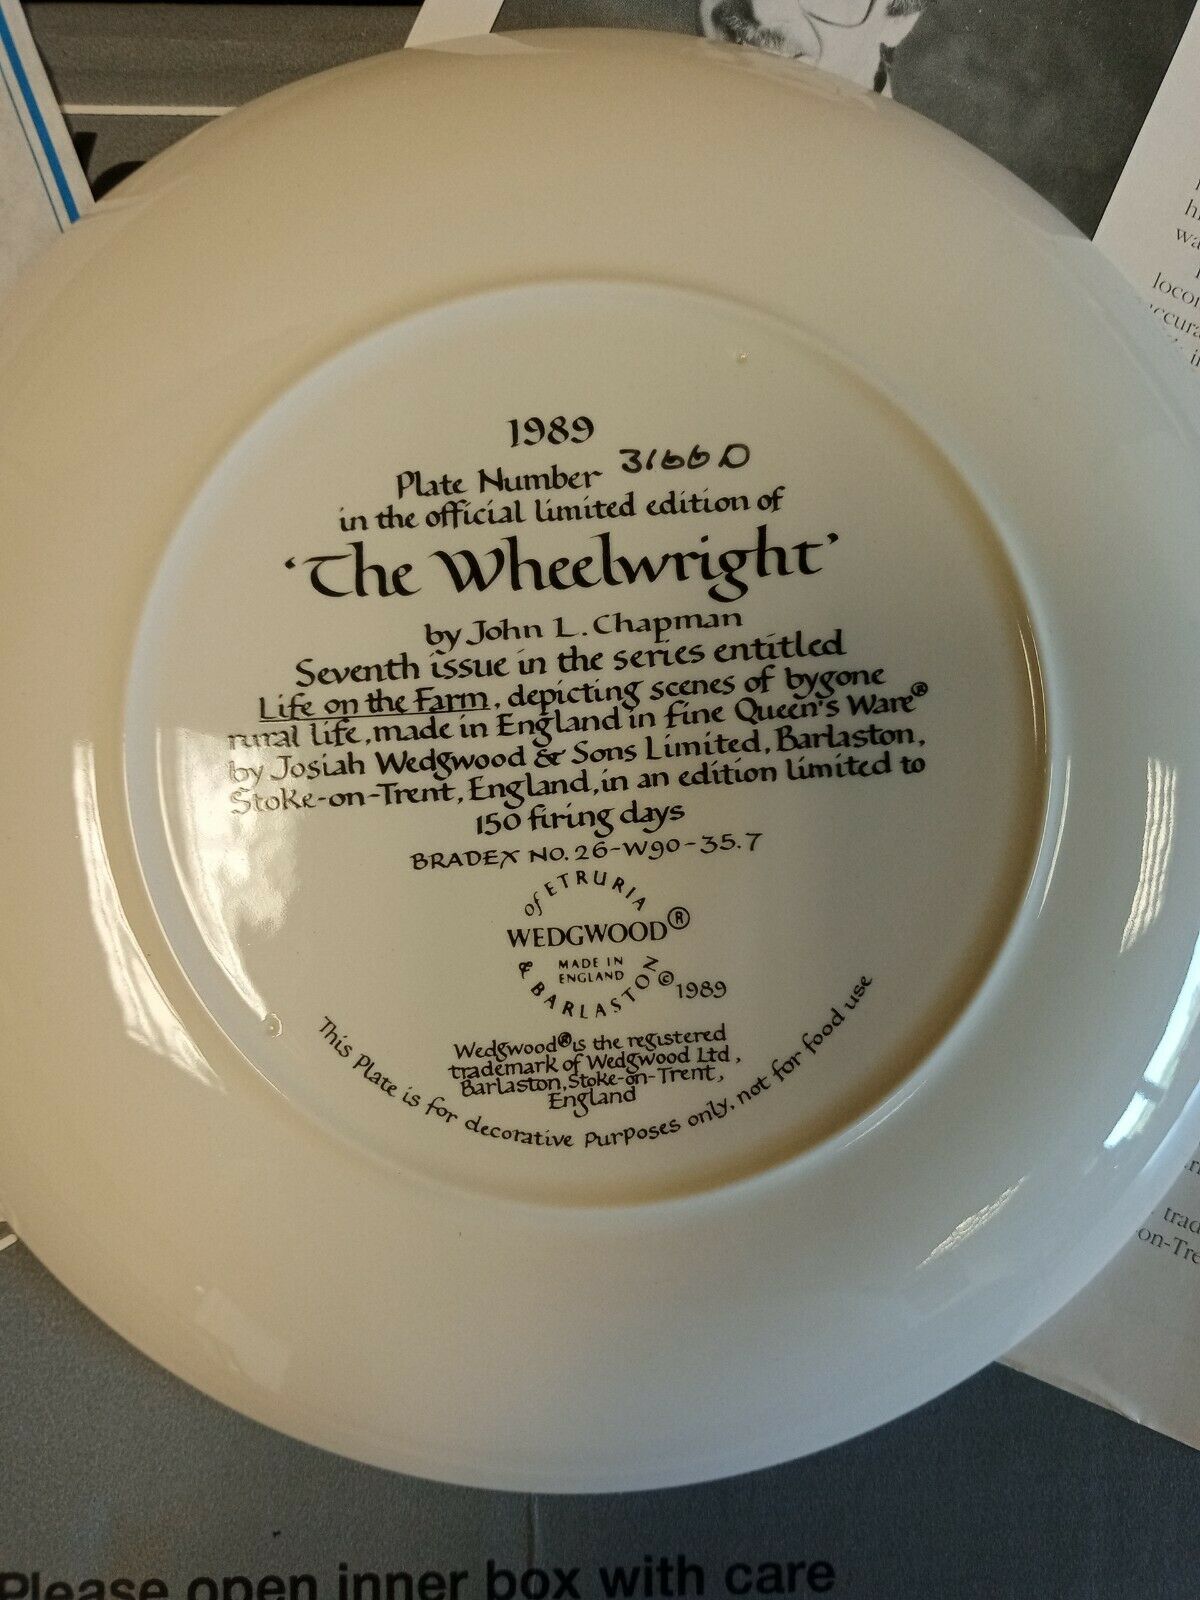 1989
Plate Number 3166D
in the official limited edition of
‘The Wheelwright’
by John L. Chapman
Seventh issue in the series entitled
Life on the Farm, depicting scenes of bygone
rural life, made in England in fine Queen's Ware®
by Josiah Wedgwood & Sons Limited, Barlaston,
Stoke-on-Trent, England, in an edition limited to
150 firing days
BRADEX NO. 26-W90-35.7
of ETRURIA
WEDGWOOD®
MADE IN
ENGLAND
& BARLASTON
© 1989
Wedgwood® is the registered
trademark of Wedgwood Ltd,
Barlaston, Stoke-on-Trent,
England
This Plate is for decorative Purposes only, not for food use
Please open inner box with care